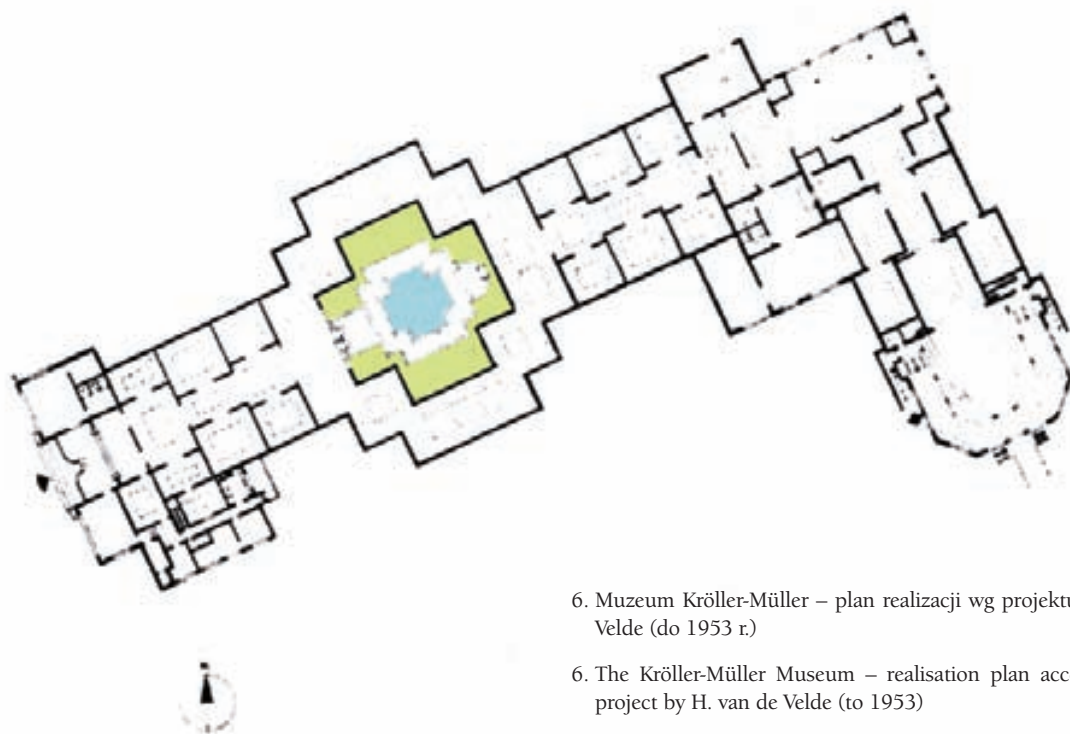 6. Muzeum Kröller-Müller – plan realizacji wg projektu
Velde (do 1953 r.)
6. The Kröller-Müller Museum – realisation plan acc
project by H. van de Velde (to 1953)